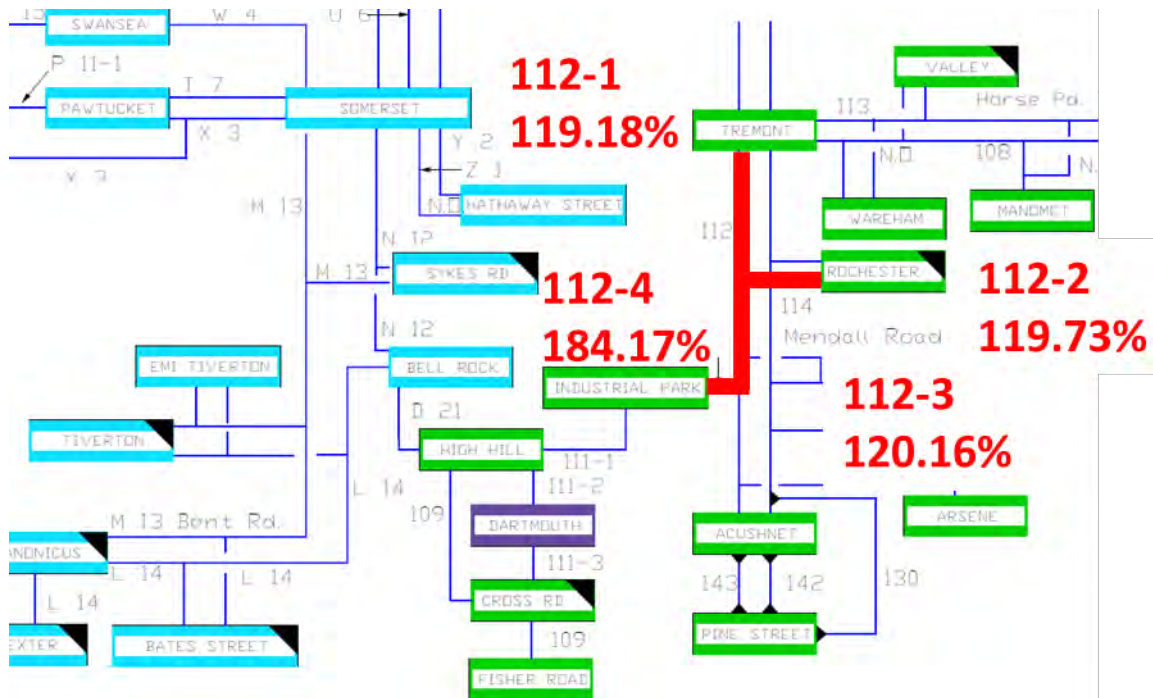 W 4
SWANSEA
VALLEY
P 11-1
112-1
I 7
Harse Pd.
PAWTUCKET
SOMERSET
113
TREMONT
119.18%
X 3
Y 2
N.O
108
Z 1
N.O
HATHAWAY STREET
M 13
WAREHAM
MANOMET
112
N 12
M 13
SYKES RD
ROCHESTER
112-4
112-2
184.17%
114
Mendall Road
119.73%
N 12
BELL ROCK
EMI TIVERTON
INDUSTRIAL PARK
112-3
D 21
TIVERTON
HIGH HILL
120.16%
111-1
111-2
L 14
109
M 13 Bent Rd.
DARTMOUTH
ACUSHNET
ARSENE
111-3
L 14
L 14
143
142
130
CROSS RD
L 14
109
BATES STREET
PINE STREET
FISHER ROAD